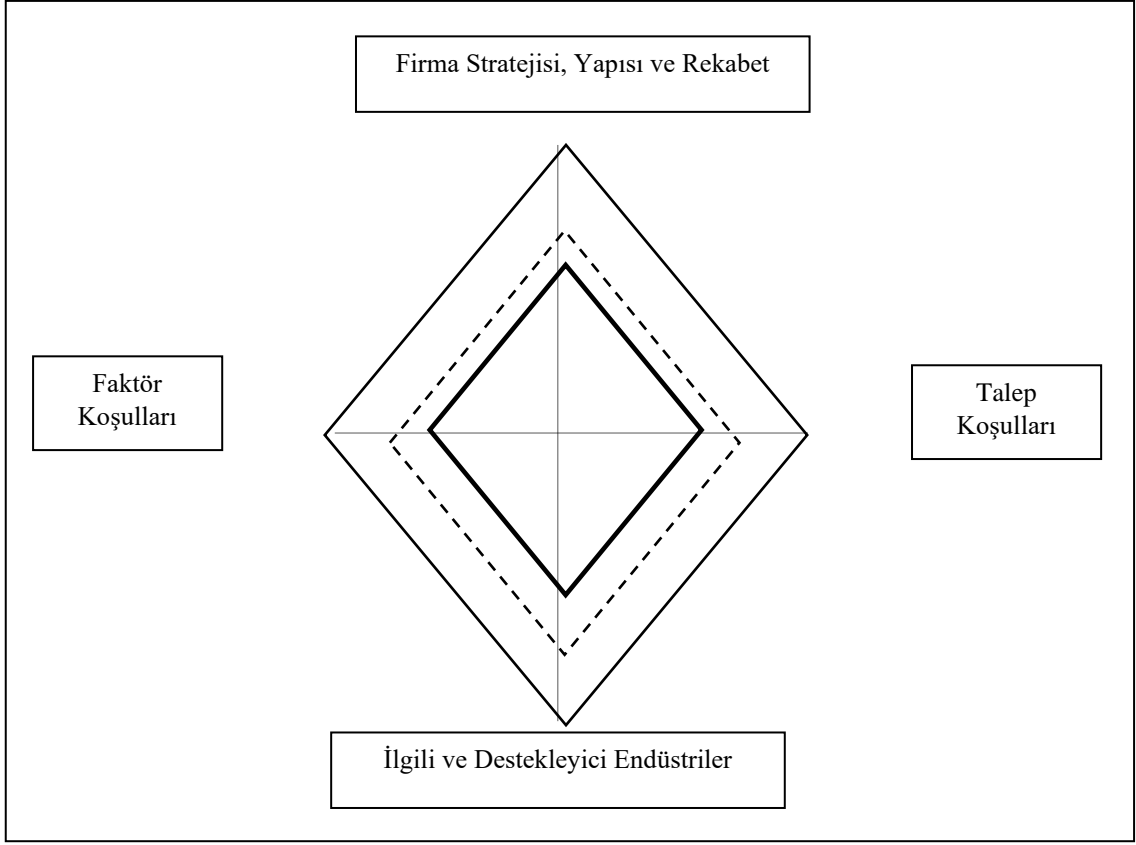 Firma Stratejisi, Yapısı ve Rekabet
Faktör
Koşulları
Talep
Koşulları
İlgili ve Destekleyici Endüstriler